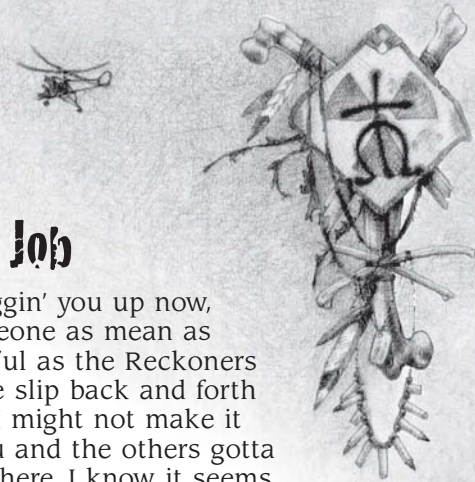 Job
ggin' you up now,
eone as mean as
ful as the Reckoners
e slip back and forth
I might not make it
u and the others gotta
here. I know it seems